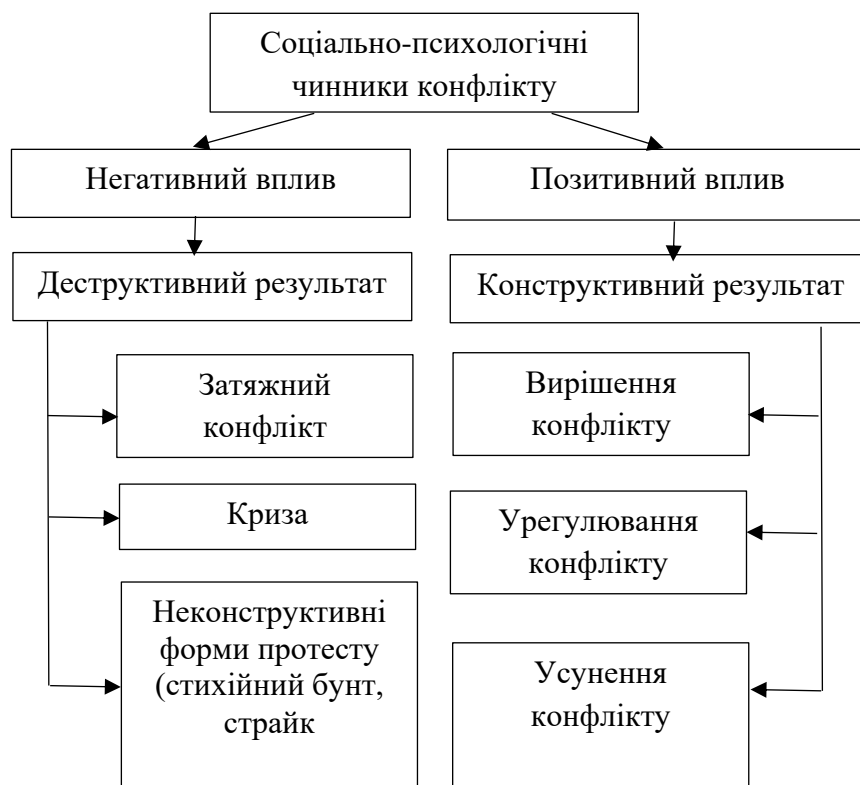 Соціально-психологічні
чинники конфлікту
Негативний вплив
Позитивний вплив
Деструктивний результат
Конструктивний результат
Затяжний
конфлікт
Вирішення
конфлікту
Криза
Урегулювання
конфлікту
Неконструктивні
форми протесту
(стихійний бунт,
страйк
Усунення
конфлікту